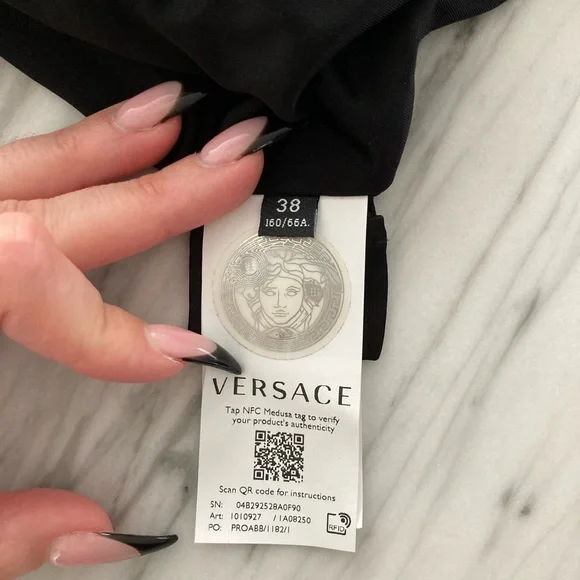 38
160/66A.
VERSACE
Tap NFC Medusa tag to verify
your product's authenticity
Scan QR code for instructions
SN: 04B29252BA0F90
Art: 1010927 / 1A08250
PO: PROABB/1182/1
RFID